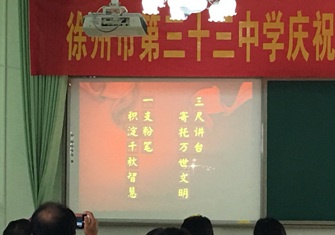 徐州市第三十三中学庆祝
三尺讲台
寄托万世文明
一支粉笔
积淀千秋智慧